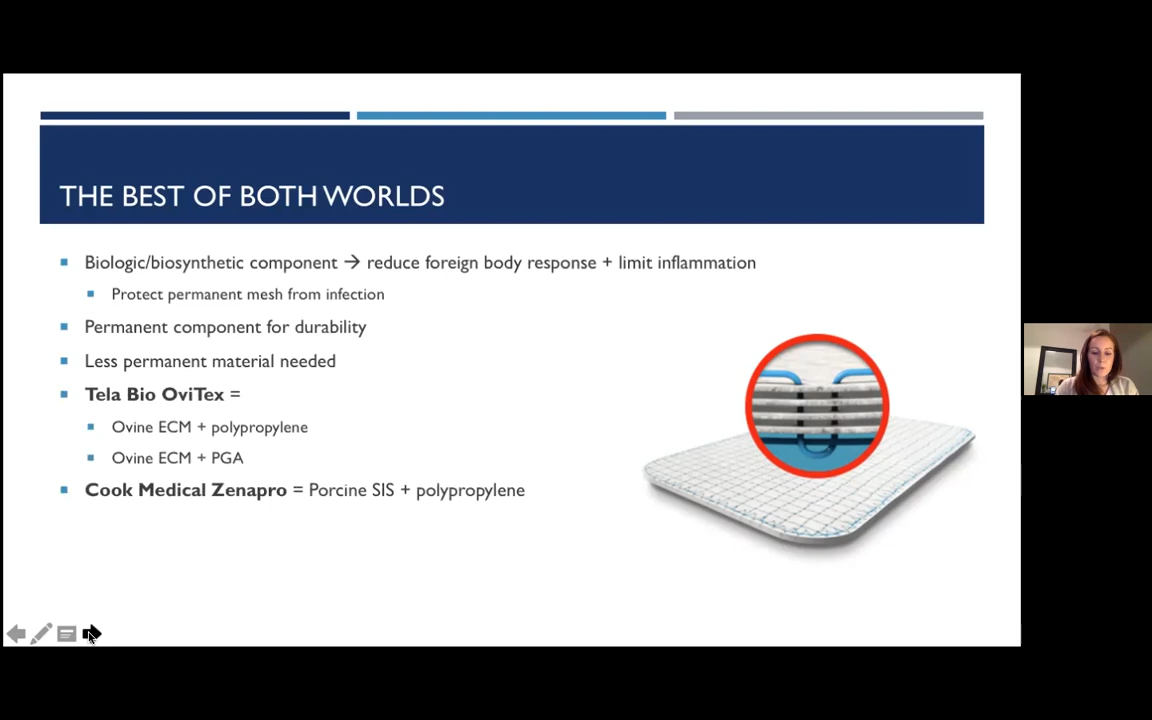 THE BEST OF BOTH WORLDS
Biologic/biosynthetic component → reduce foreign body response + limit inflammation
Protect permanent mesh from infection
Permanent component for durability
Less permanent material needed
Tela Bio OviTex =
Ovine ECM + polypropylene
Ovine ECM + PGA
Cook Medical Zenapro = Porcine SIS + polypropylene